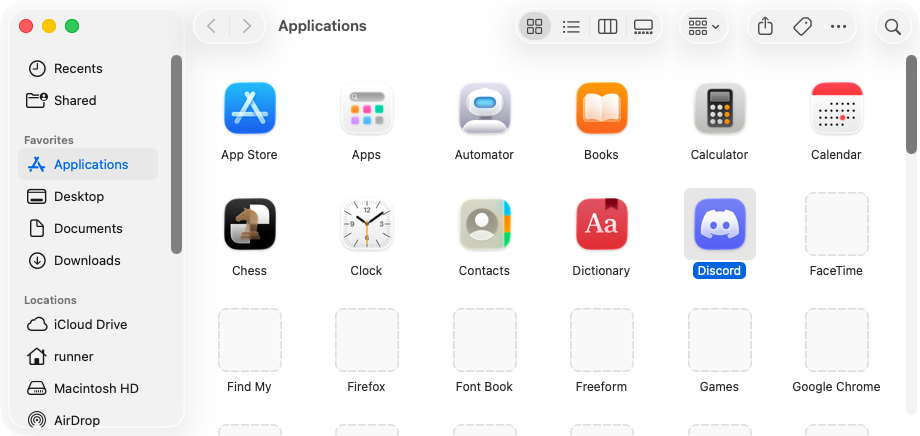 Applications
Recents
Shared
Favorites
Applications
Desktop
Documents
Downloads
Locations
iCloud Drive
runner
Macintosh HD
AirDrop
App Store
Apps
Automator
Books
Calculator
Calendar
Chess
Clock
Contacts
Aa
Dictionary
Discord
FaceTime
Find My
Firefox
Font Book
Freeform
Games
Google Chrome